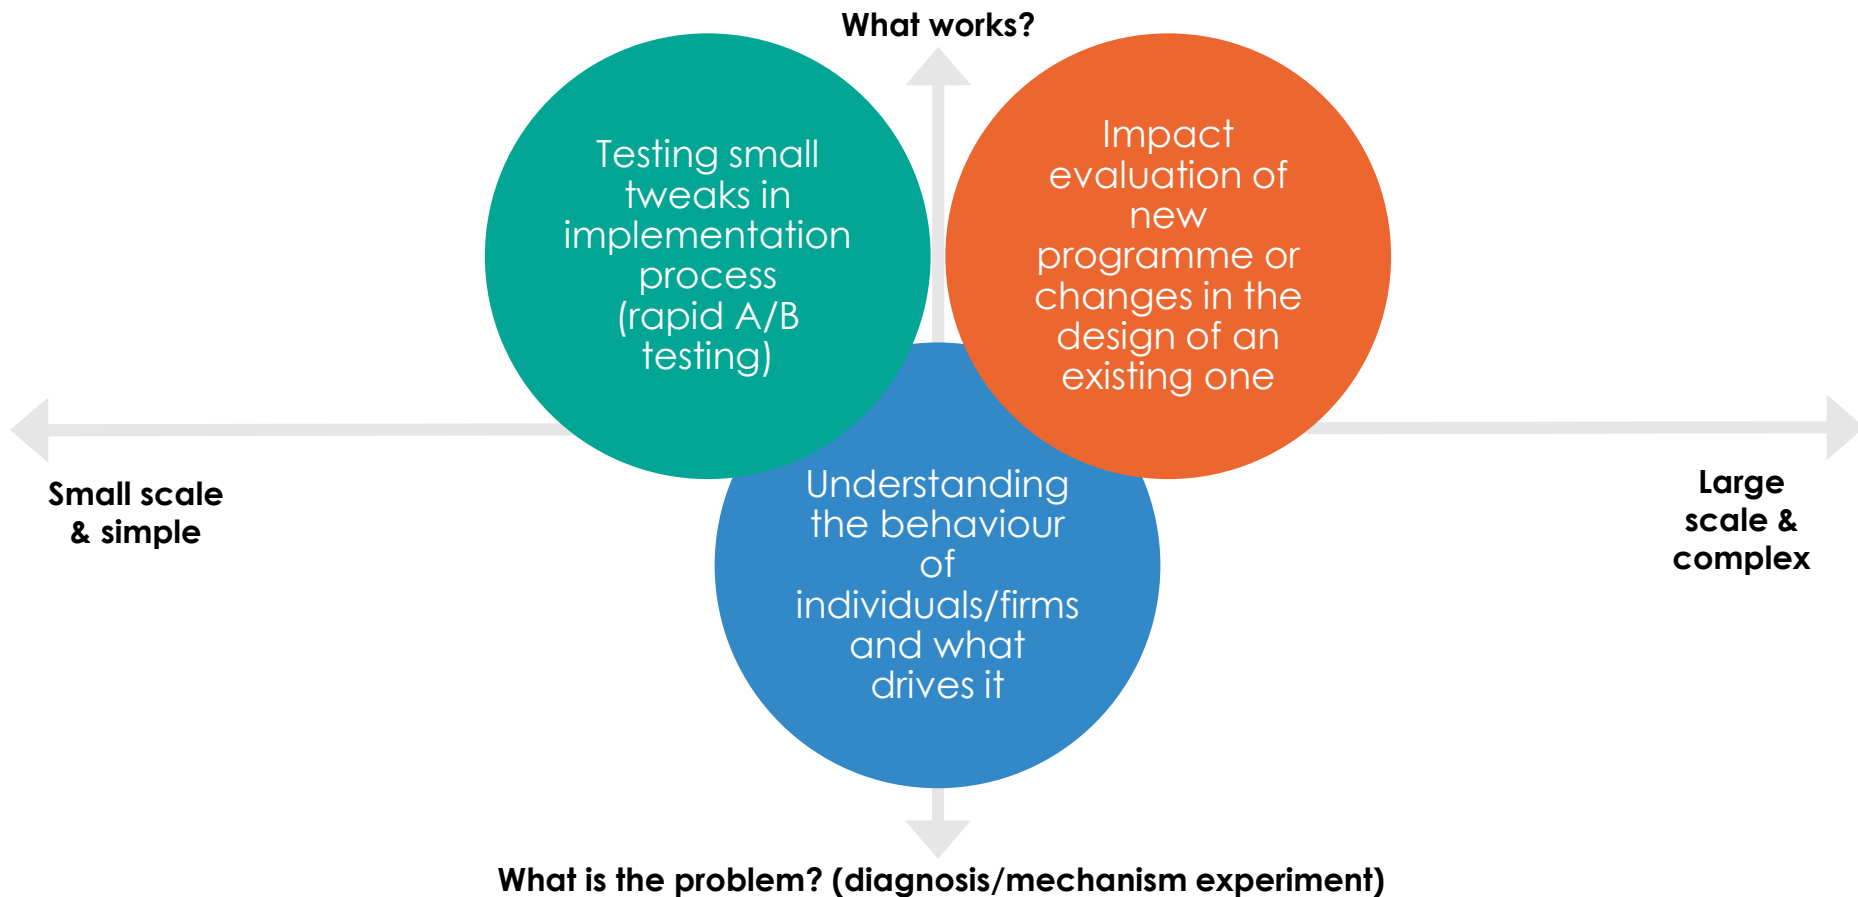 What works?
Testing small
tweaks in
implementation
process
(rapid A/B
testing)
Impact
evaluation of
new
programme or
changes in the
design of an
existing one
Small scale
& simple
Understanding
the behaviour
of
individuals/firms
and what
drives it
Large
scale &
complex
What is the problem? (diagnosis/mechanism experiment)